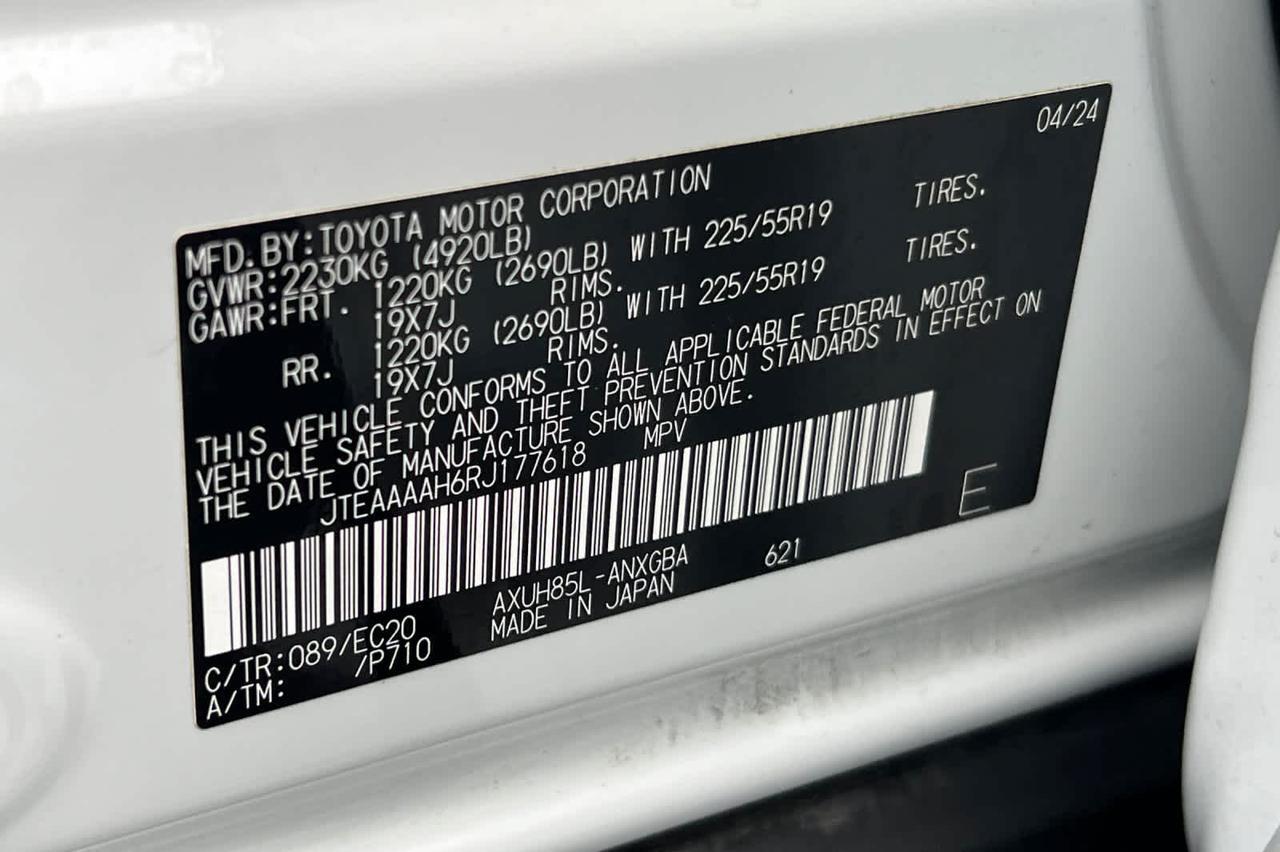 04/24
MFD.BY:TOYOTA MOTOR CORPORATION
GVWR:2230KG (4920LB)
GAWR:FRT. 1220KG (2690LB) WITH 225/55R19 TIRES.
19X7J RIMS.
RR. 1220KG (2690LB) WITH 225/55R19 TIRES.
19X7J RIMS.
THIS VEHICLE CONFORMS TO ALL APPLICABLE FEDERAL MOTOR
VEHICLE SAFETY AND THEFT PREVENTION STANDARDS IN EFFECT ON
THE DATE OF MANUFACTURE SHOWN ABOVE.
JTEAAAAH6RJ177618 MPV
E
C/TR:089/EC20 AXUH85L-ANXGBA 621
A/TM: /P710 MADE IN JAPAN